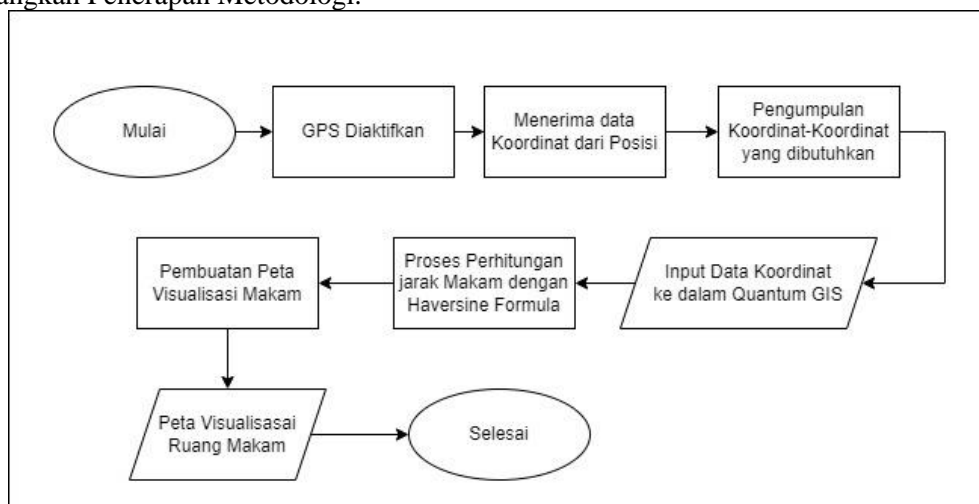 Penerapan Metodologi.
Mulai
GPS Diaktifkan
Menerima data
Koordinat dari Posisi
Pengumpulan
Koordinat-Koordinat
yang dibutuhkan
Input Data Koordinat
ke dalam Quantum GIS
Proses Perhitungan
jarak Makam dengan
Haversine Formula
Pembuatan Peta
Visualisasi Makam
Peta Visualisasai
Ruang Makam
Selesai